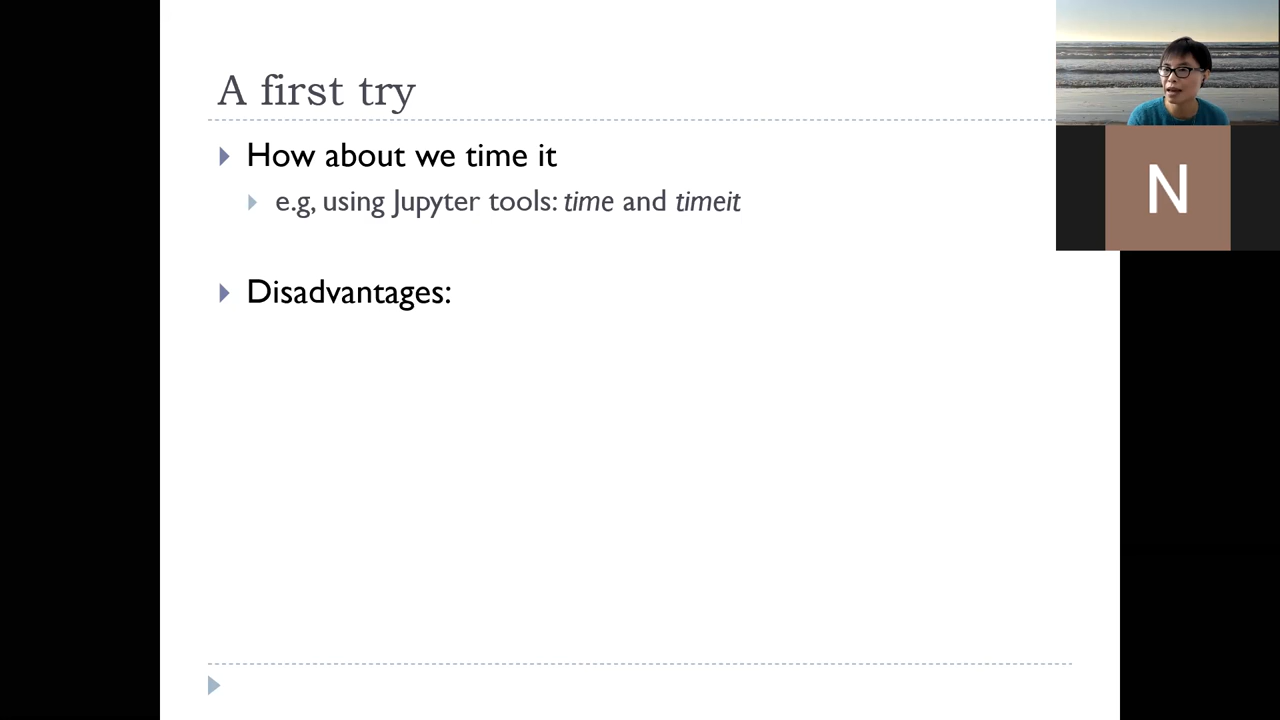 A first try
How about we time it
e.g, using Jupyter tools: time and timeit
Disadvantages:
N